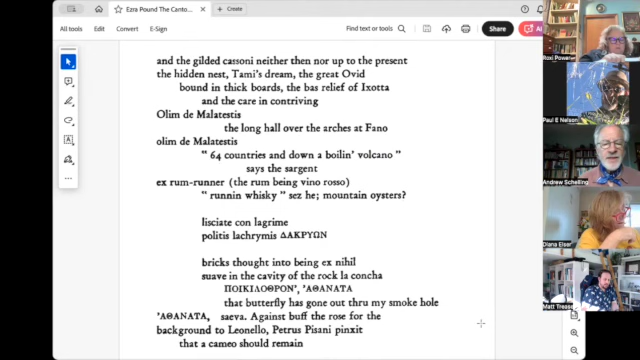 Ezra Pound The Canto...
+ Create
All tools
Edit
Convert
E-Sign
Find text or tools
and the gilded cassoni neither then nor up to the present
the hidden nest, Tami's dream, the great Ovid
bound in thick boards, the bas relief of Ixotta
and the care in contriving
Olim de Malatestis
the long hall over the arches at Fano
olim de Malatestis
" 64 countries and down a boilin' volcano "
says the sargent
ex rum-runner (the rum being vino rosso)
" runnin whisky " sez he; mountain oysters?
lisciate con lagrime
politis lachrymis ΔΑΚΡΥΩΝ
bricks thought into being ex nihil
suave in the cavity of the rock la concha
ΠΟΙΚΙΛΟΘΡΟΝ', 'ΑΘΑΝΑΤΑ
that butterfly has gone out thru my smoke hole
'ΑΘΑΝΑΤΑ, saeva. Against buff the rose for the
background to Leonello, Petrus Pisani pinxit
that a cameo should remain
Roxi Power
Paul E Nelson
Andrew Schelling
Diana Elser